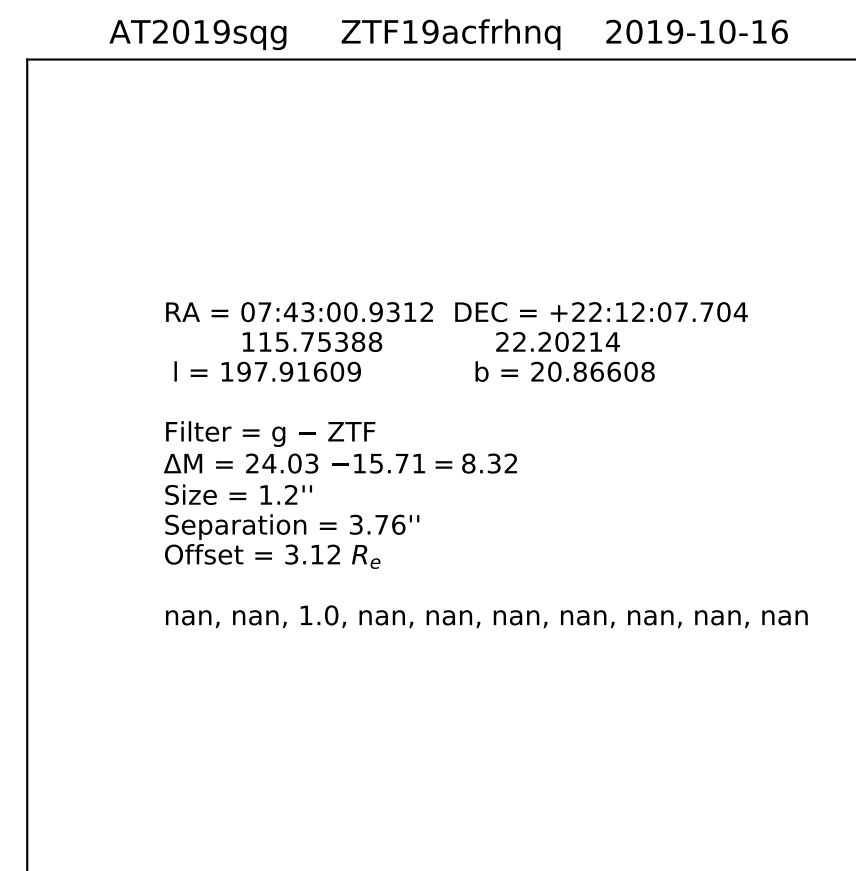 AT2019sqg ZTF19acfrhnq 2019-10-16
RA = 07:43:00.9312 DEC = +22:12:07.704
115.75388 22.20214
l = 197.91609 b = 20.86608
Filter = g − ZTF
ΔM = 24.03 −15.71 = 8.32
Size = 1.2''
Separation = 3.76''
Offset = 3.12 Rₑ
nan, nan, 1.0, nan, nan, nan, nan, nan, nan, nan